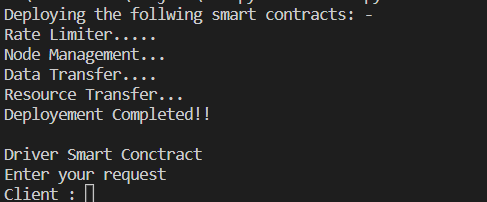 Deploying the follwing smart contracts: -
Rate Limiter.....
Node Management...
Data Transfer....
Resource Transfer...
Deployement Completed!!
Driver Smart Conctract
Enter your request
Client :